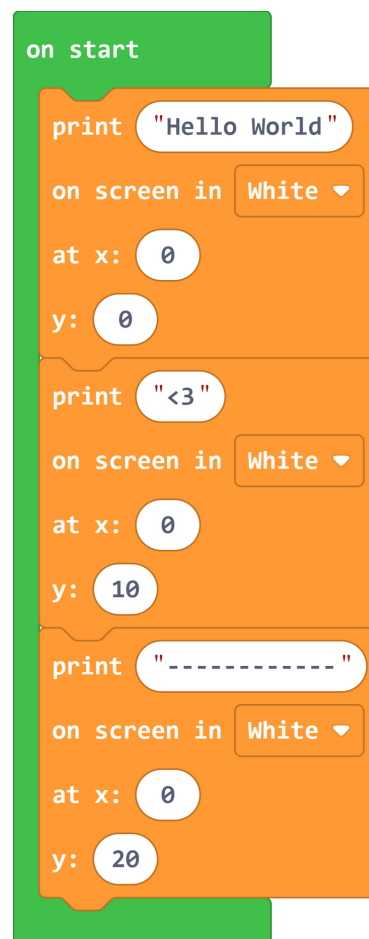 on start
print "Hello World"
on screen in White
at x: 0
y: 0
print "<3"
on screen in White
at x: 0
y: 10
print "------------"
on screen in White
at x: 0
y: 20